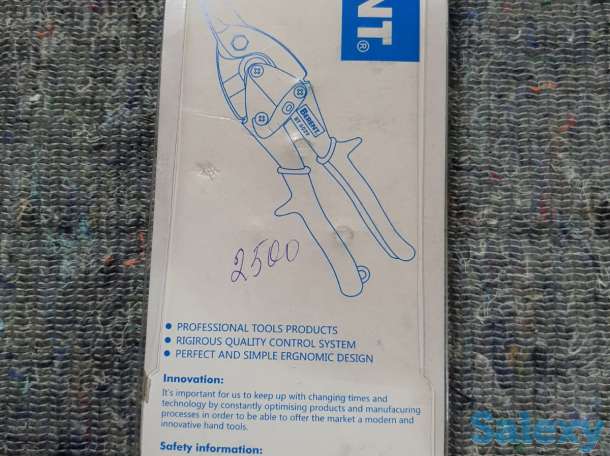 NT®
BERENT
2500
● PROFESSIONAL TOOLS PRODUCTS
● RIGIROUS QUALITY CONTROL SYSTEM
● PERFECT AND SIMPLE ERGNOMIC DESIGN
Innovation:
It's important for us to keep up with changing times and
technology by constantly optimising products and manufacuring
processes in order to be able to offer the market a modern and
innovative hand tools.
Safety information:
Salexy